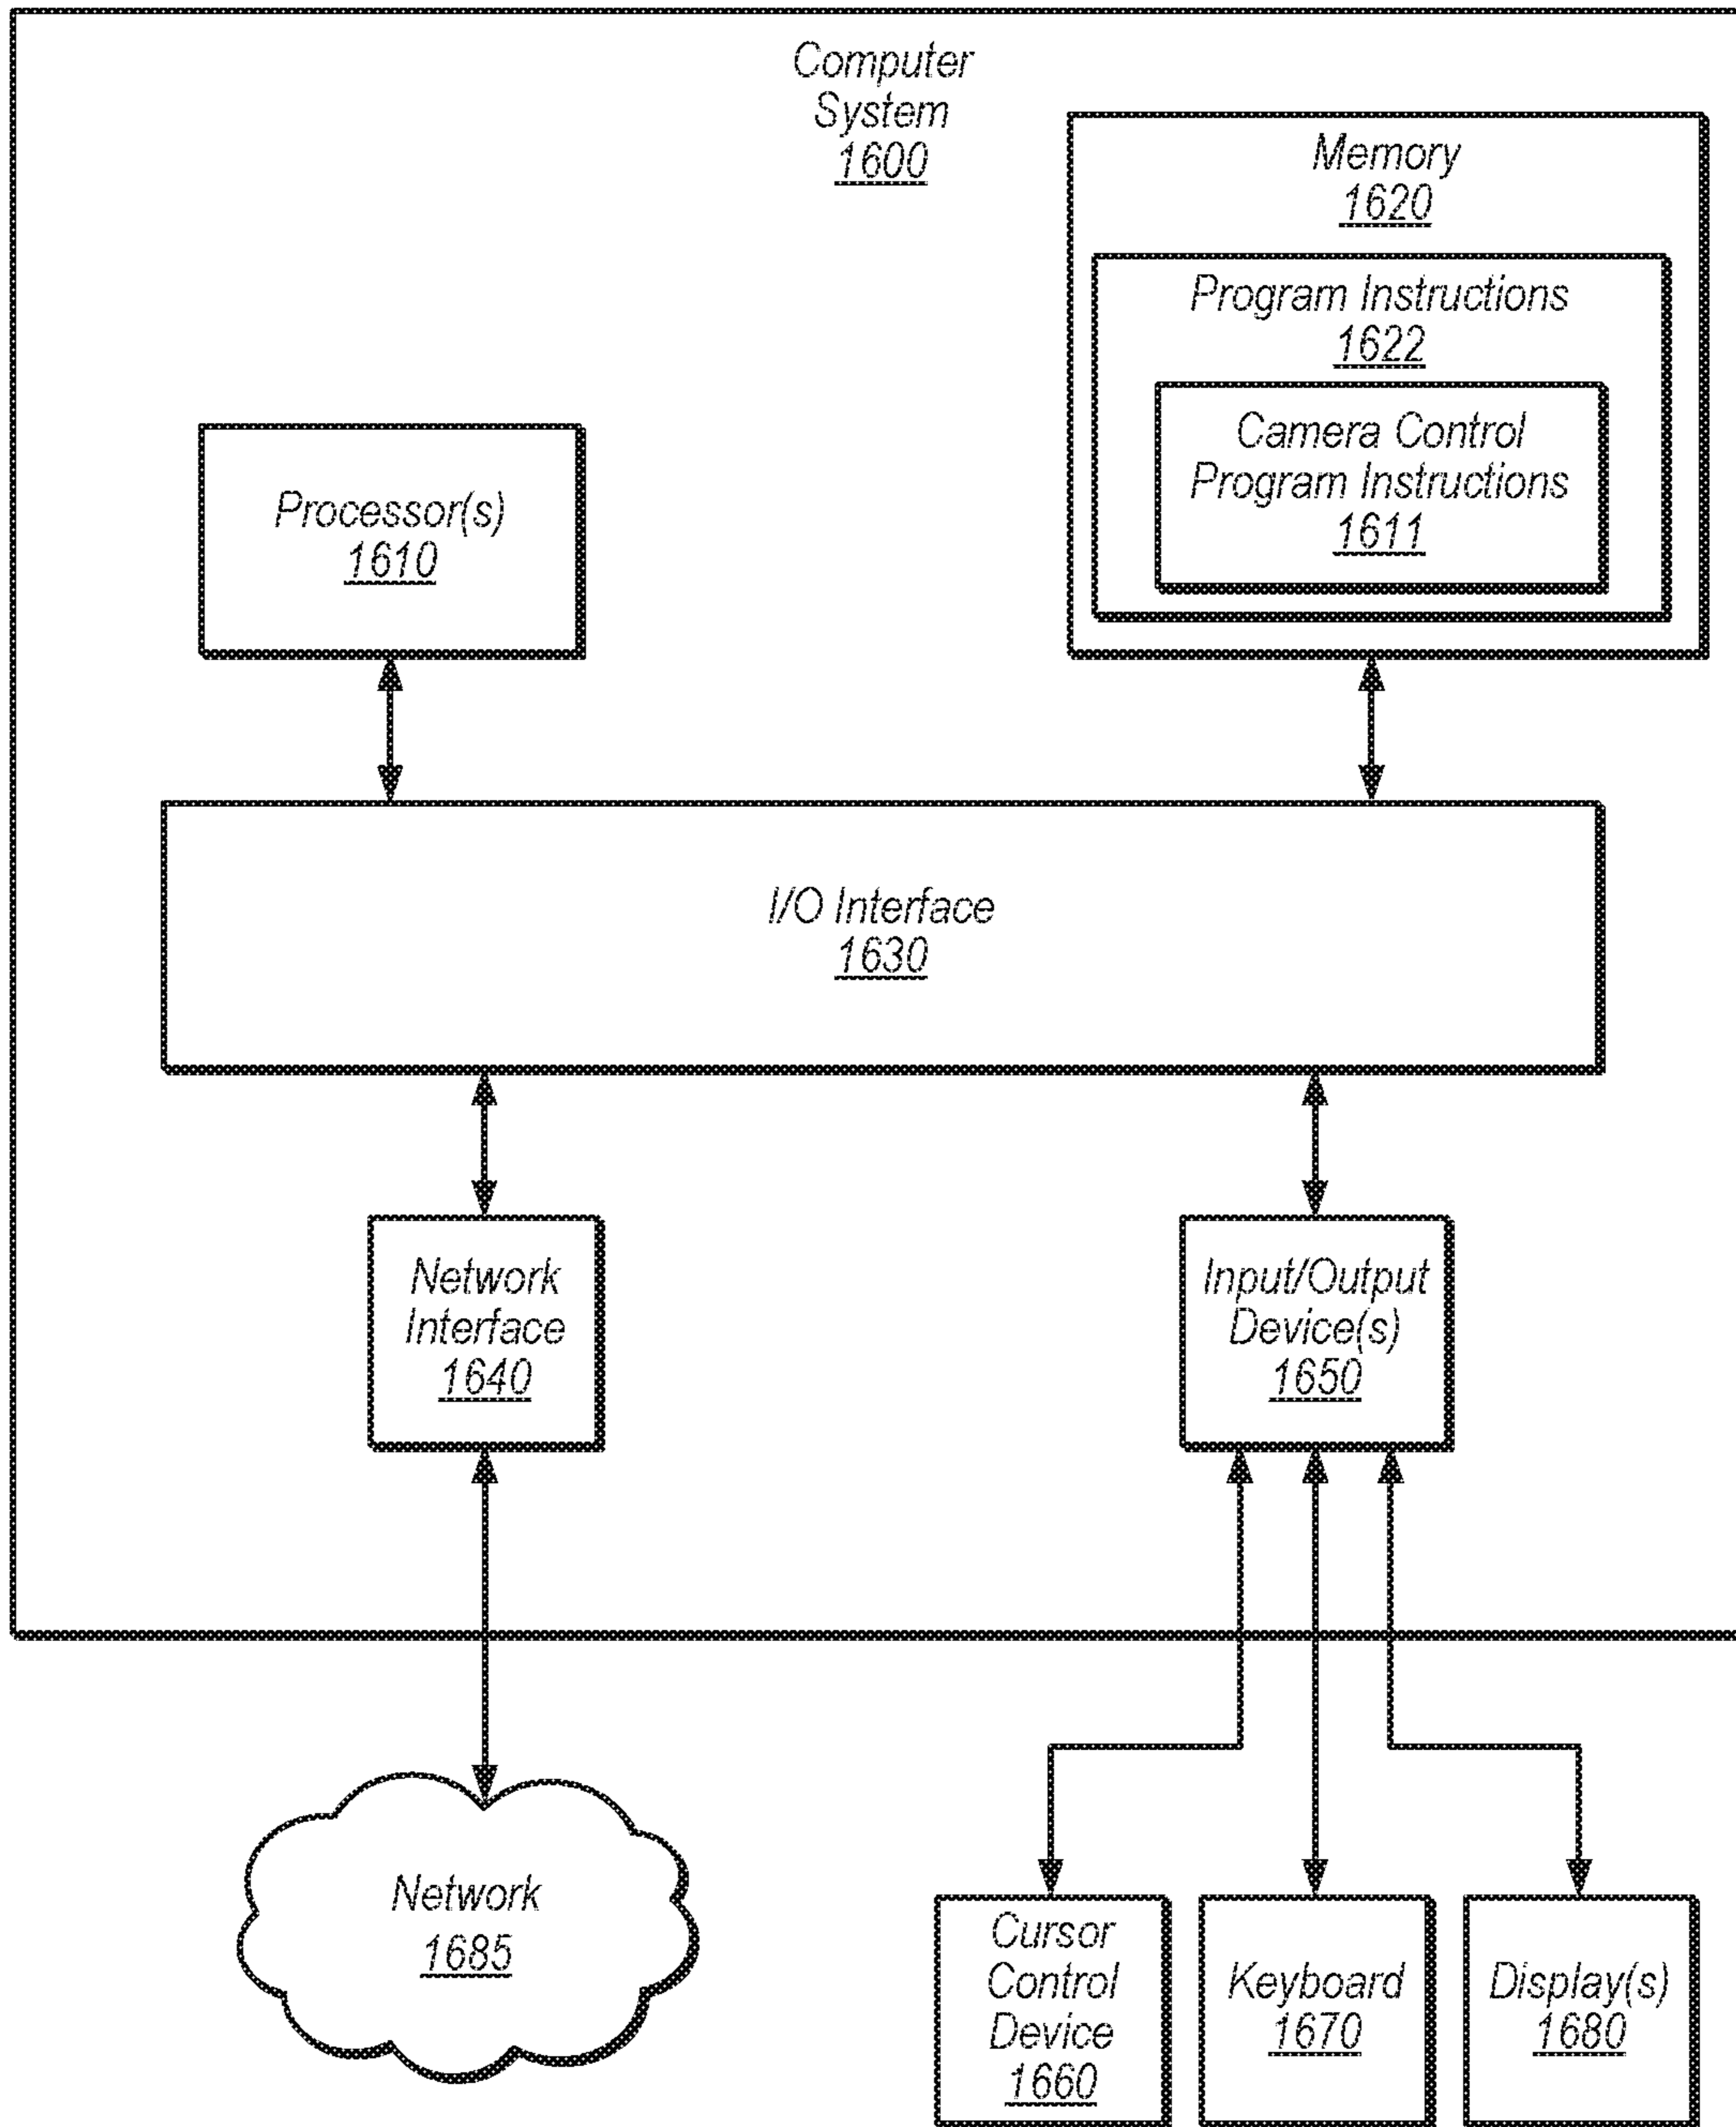 Computer
System
1600
Memory
1620
Program Instructions
1622
Camera Control
Program Instructions
1611
Processor(s)
1610
I/O Interface
1630
Network
Interface
1640
Input/Output
Device(s)
1650
Network
1685
Cursor
Control
Device
1660
Keyboard
1670
Display(s)
1680